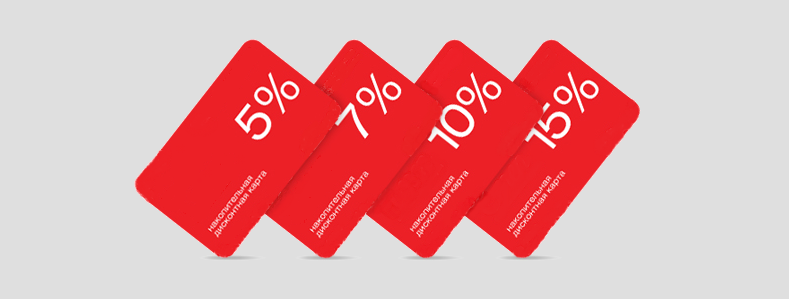 5%
накопительная
дисконтная карта
7%
накопительная
дисконтная карта
10%
накопительная
дисконтная карта
15%
накопительная
дисконтная карта